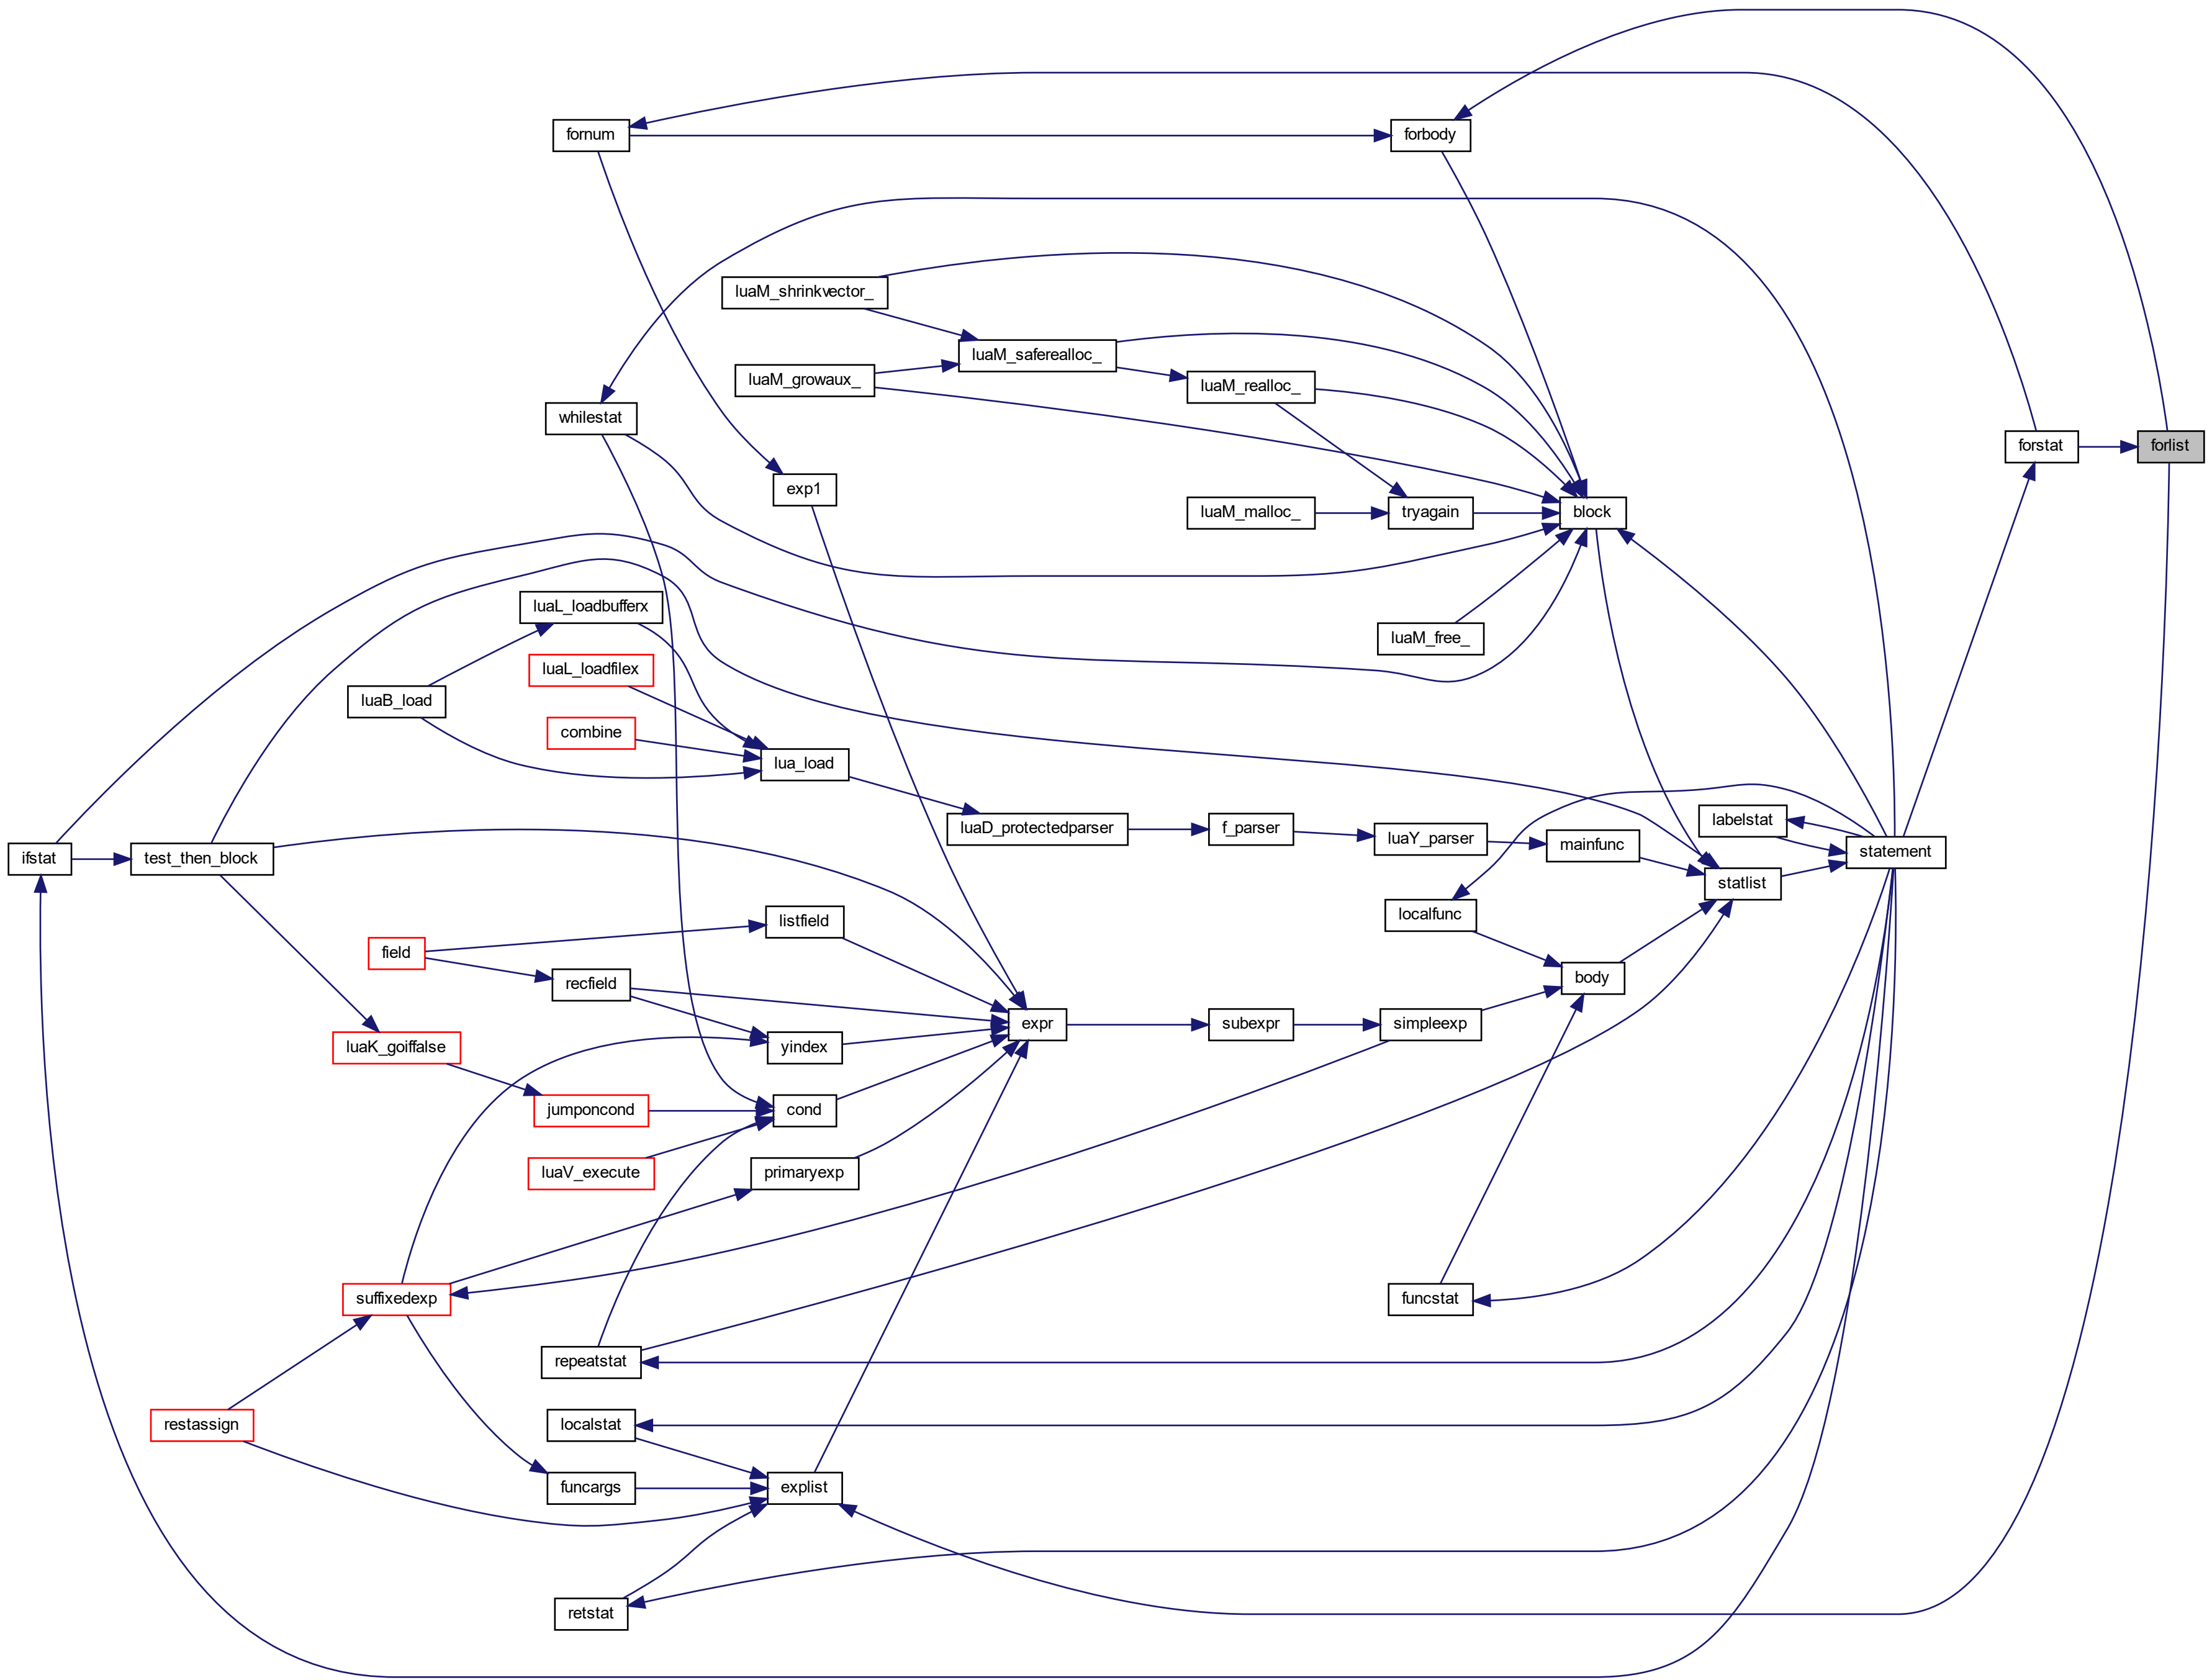 fornum
forbody
luaM_shrinkvector_
luaM_saferealloc_
luaM_growaux_
luaM_realloc_
whilestat
forstat
forlist
exp1
luaM_malloc_
tryagain
block
luaL_loadbufferx
luaM_free_
luaL_loadfilex
luaB_load
combine
lua_load
labelstat
luaD_protectedparser
f_parser
luaY_parser
mainfunc
statement
ifstat
test_then_block
statlist
listfield
localfunc
field
recfield
body
expr
subexpr
simpleexp
luaK_goiffalse
yindex
jumponcond
cond
luaV_execute
primaryexp
suffixedexp
funcstat
repeatstat
restassign
localstat
funcargs
explist
retstat